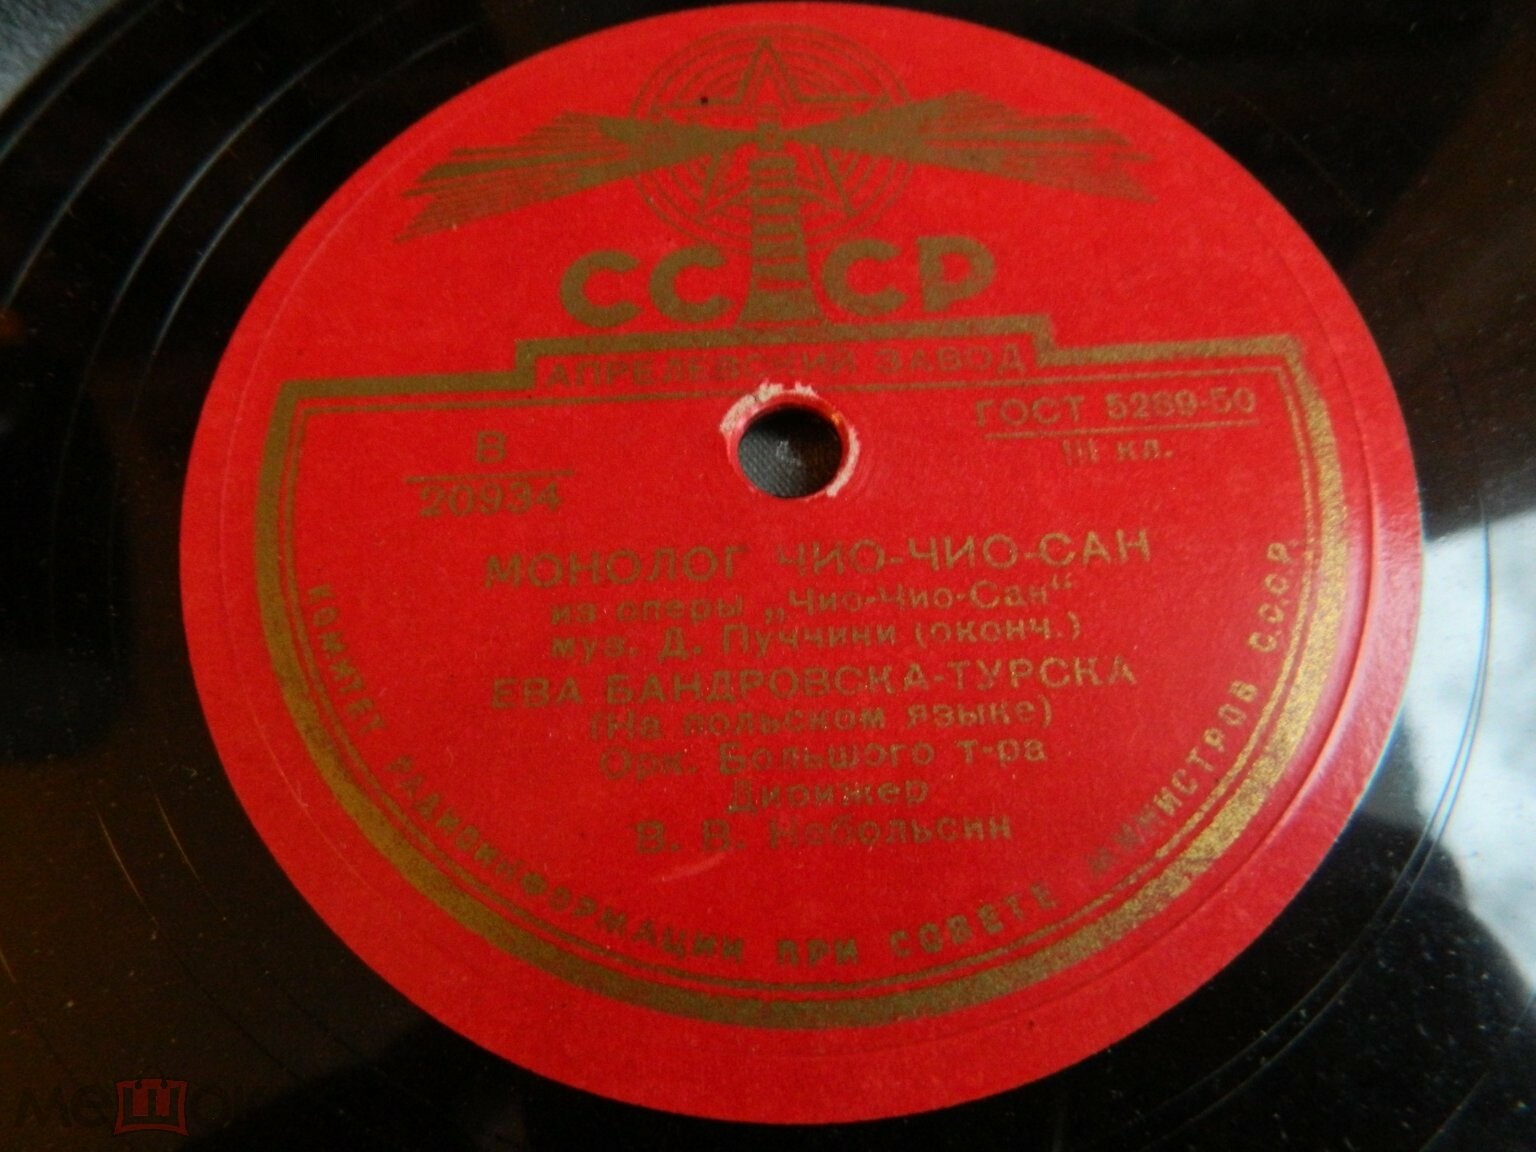 СССР
АПРЕЛЕВСКИЙ ЗАВОД
ГОСТ 5289-50
III кл.
В
20934
МОНОЛОГ ЧИО-ЧИО-САН
из оперы „Чио-Чио-Сан“
муз. Д. Пуччини (оконч.)
ЕВА БАНДРОВСКА-ТУРСКА
(На польском языке)
Орк. Большого т-ра
Дирижер
В. В. Небольсин
КОМИТЕТ РАДИОИНФОРМАЦИИ ПРИ СОВЕТЕ МИНИСТРОВ С.С.С.Р.
мешок